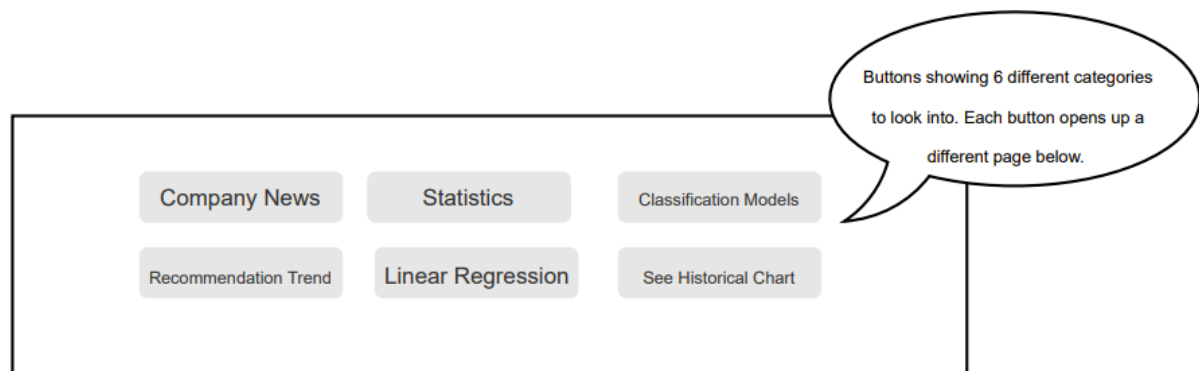 Buttons showing 6 different categories
to look into. Each button opens up a
different page below.
Company News
Statistics
Classification Models
Recommendation Trend
Linear Regression
See Historical Chart